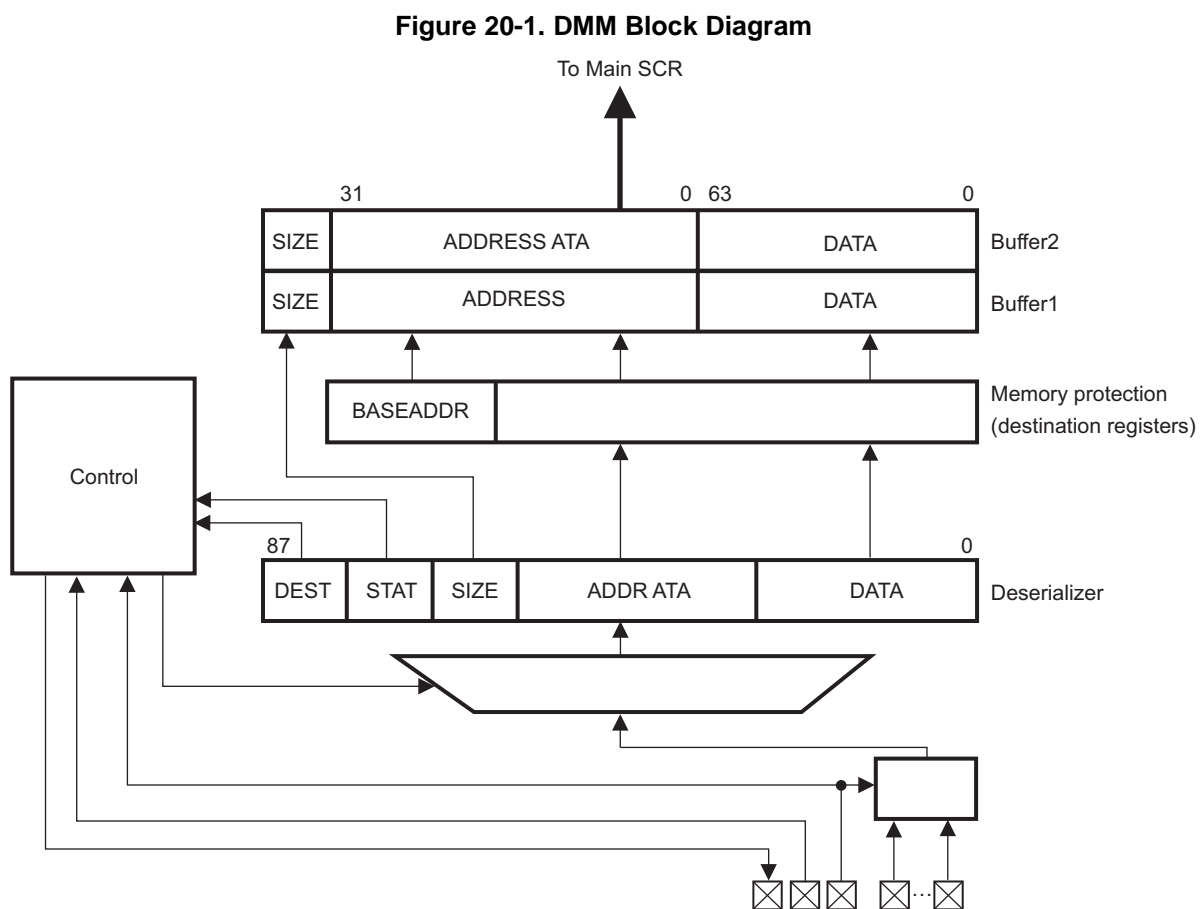 Figure 20-1. DMM Block Diagram
To Main SCR
31 0 63 0
SIZE ADDRESS ATA DATA Buffer2
SIZE ADDRESS DATA Buffer1
BASEADDR Memory protection
(destination registers)
Control
87 0
DEST STAT SIZE ADDR ATA DATA Deserializer
...